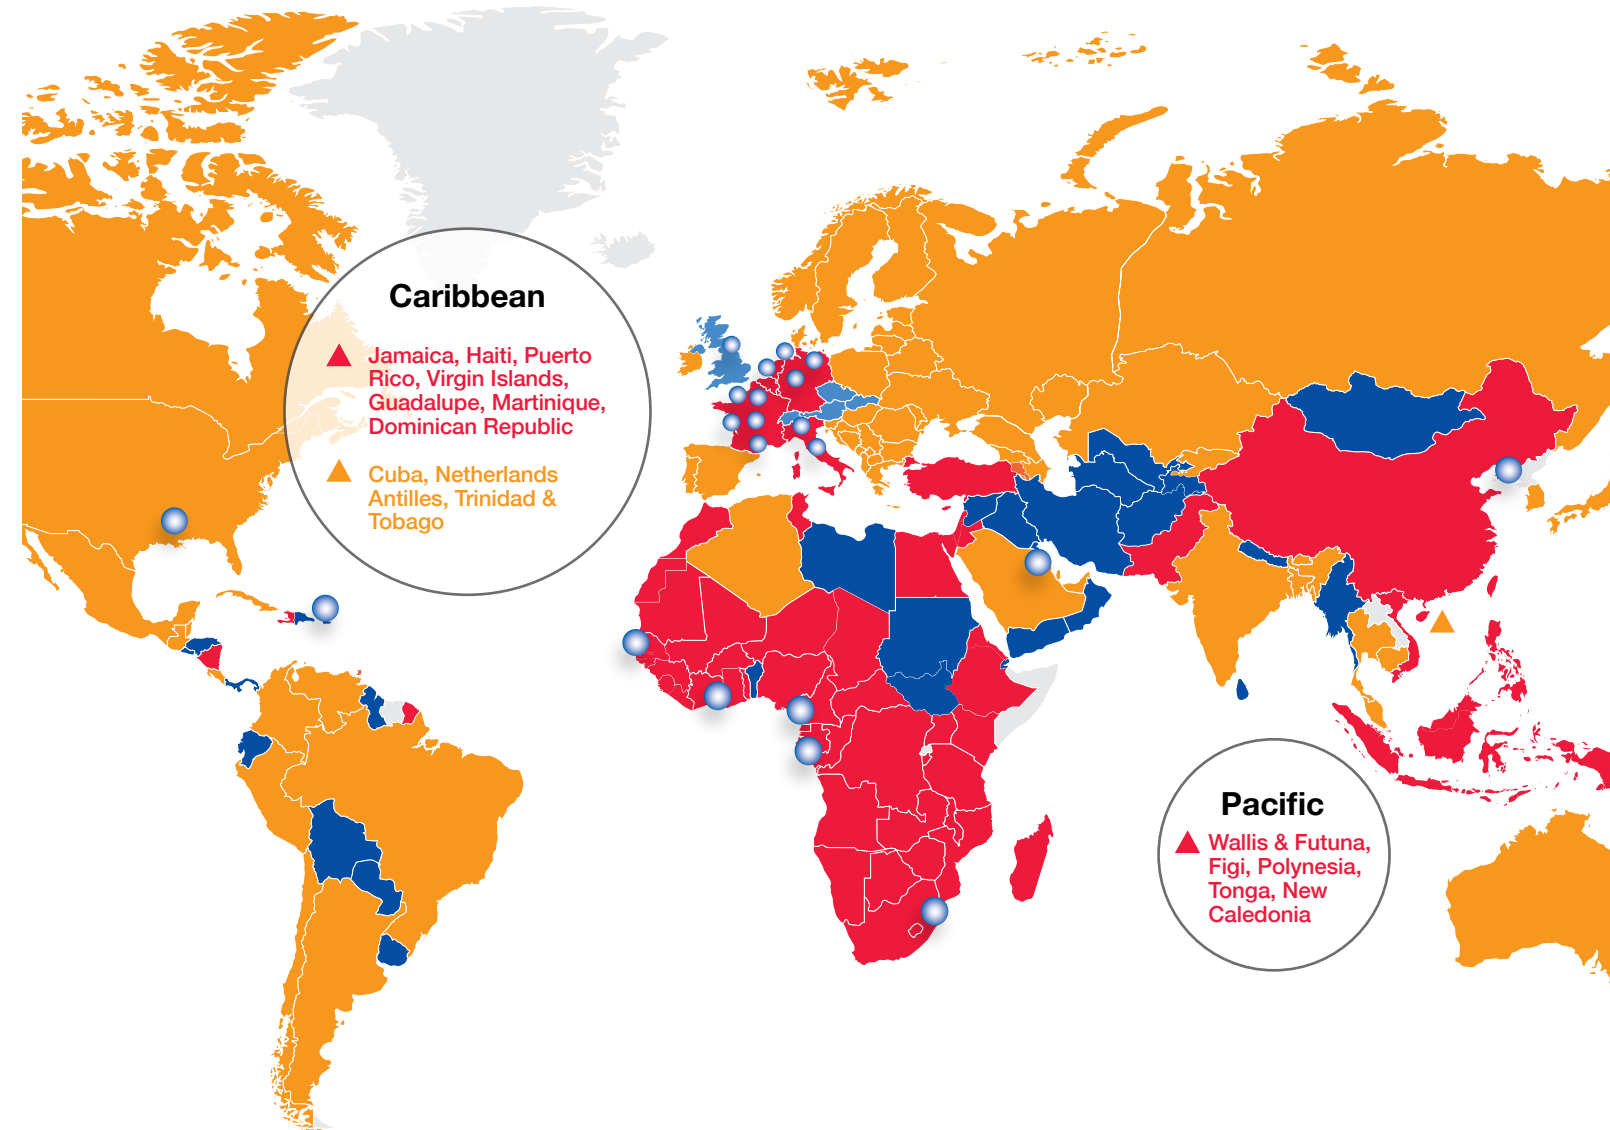 Caribbean
Jamaica, Haiti, Puerto
Rico, Virgin Islands,
Guadalupe, Martinique,
Dominican Republic
Cuba, Netherlands
Antilles, Trinidad &
Tobago
Pacific
Wallis & Futuna,
Figi, Polynesia,
Tonga, New
Caledonia